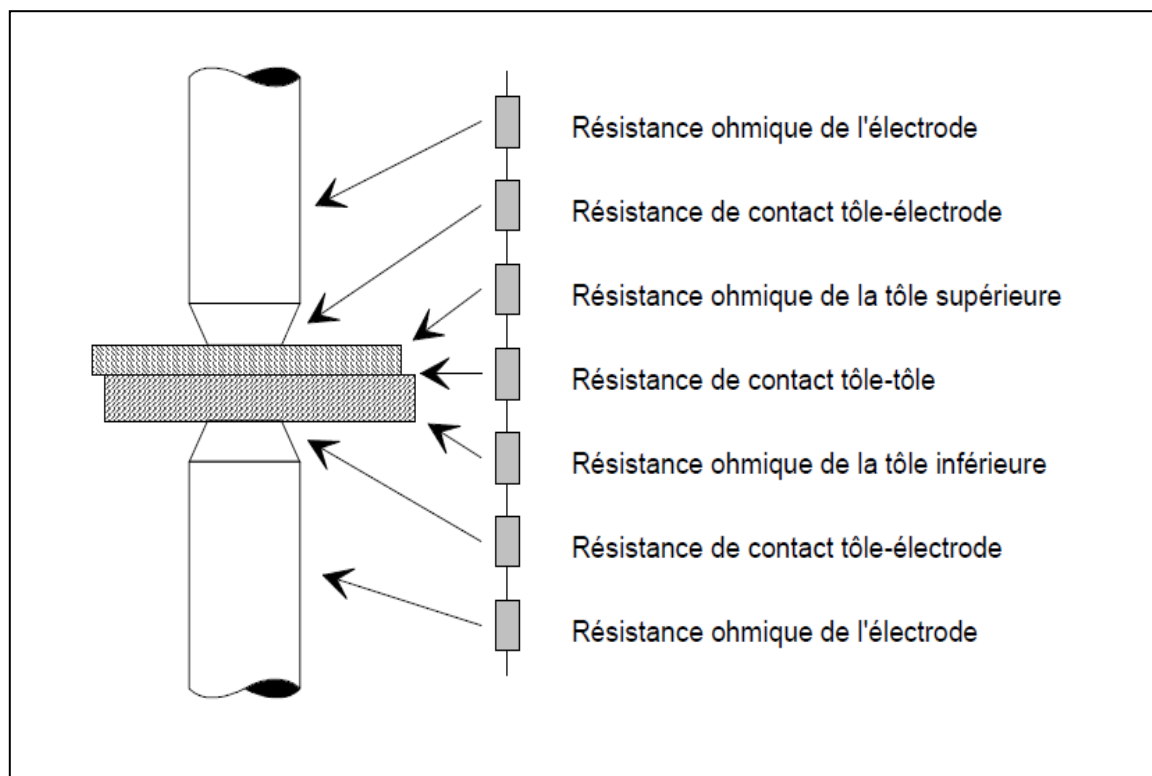 Résistance ohmique de l'électrode
Résistance de contact tôle-électrode
Résistance ohmique de la tôle supérieure
Résistance de contact tôle-tôle
Résistance ohmique de la tôle inférieure
Résistance de contact tôle-électrode
Résistance ohmique de l'électrode